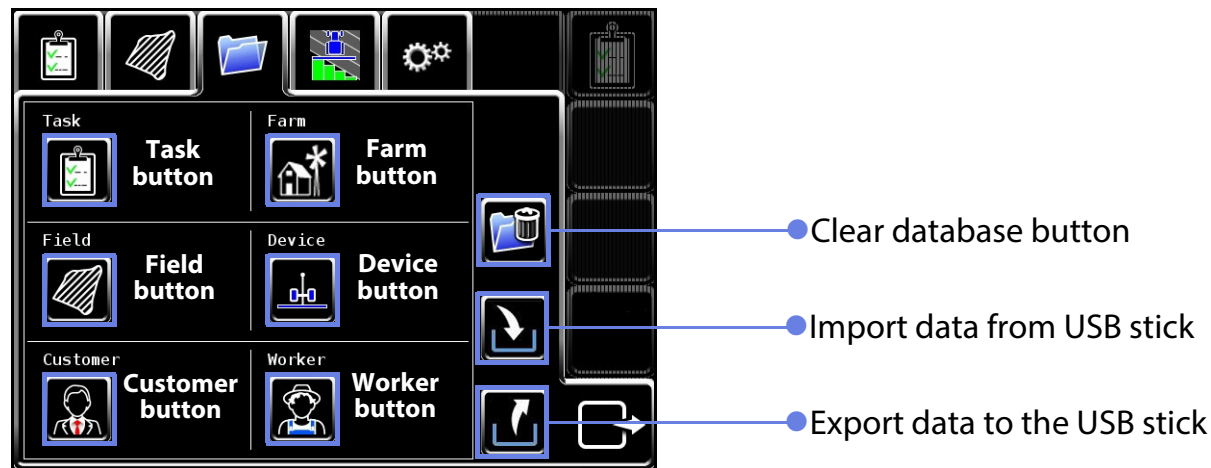 Task
Task
button
Farm
Farm
button
Field
Field
button
Device
Device
button
Customer
Customer
button
Worker
Worker
button
Clear database button
Import data from USB stick
Export data to the USB stick